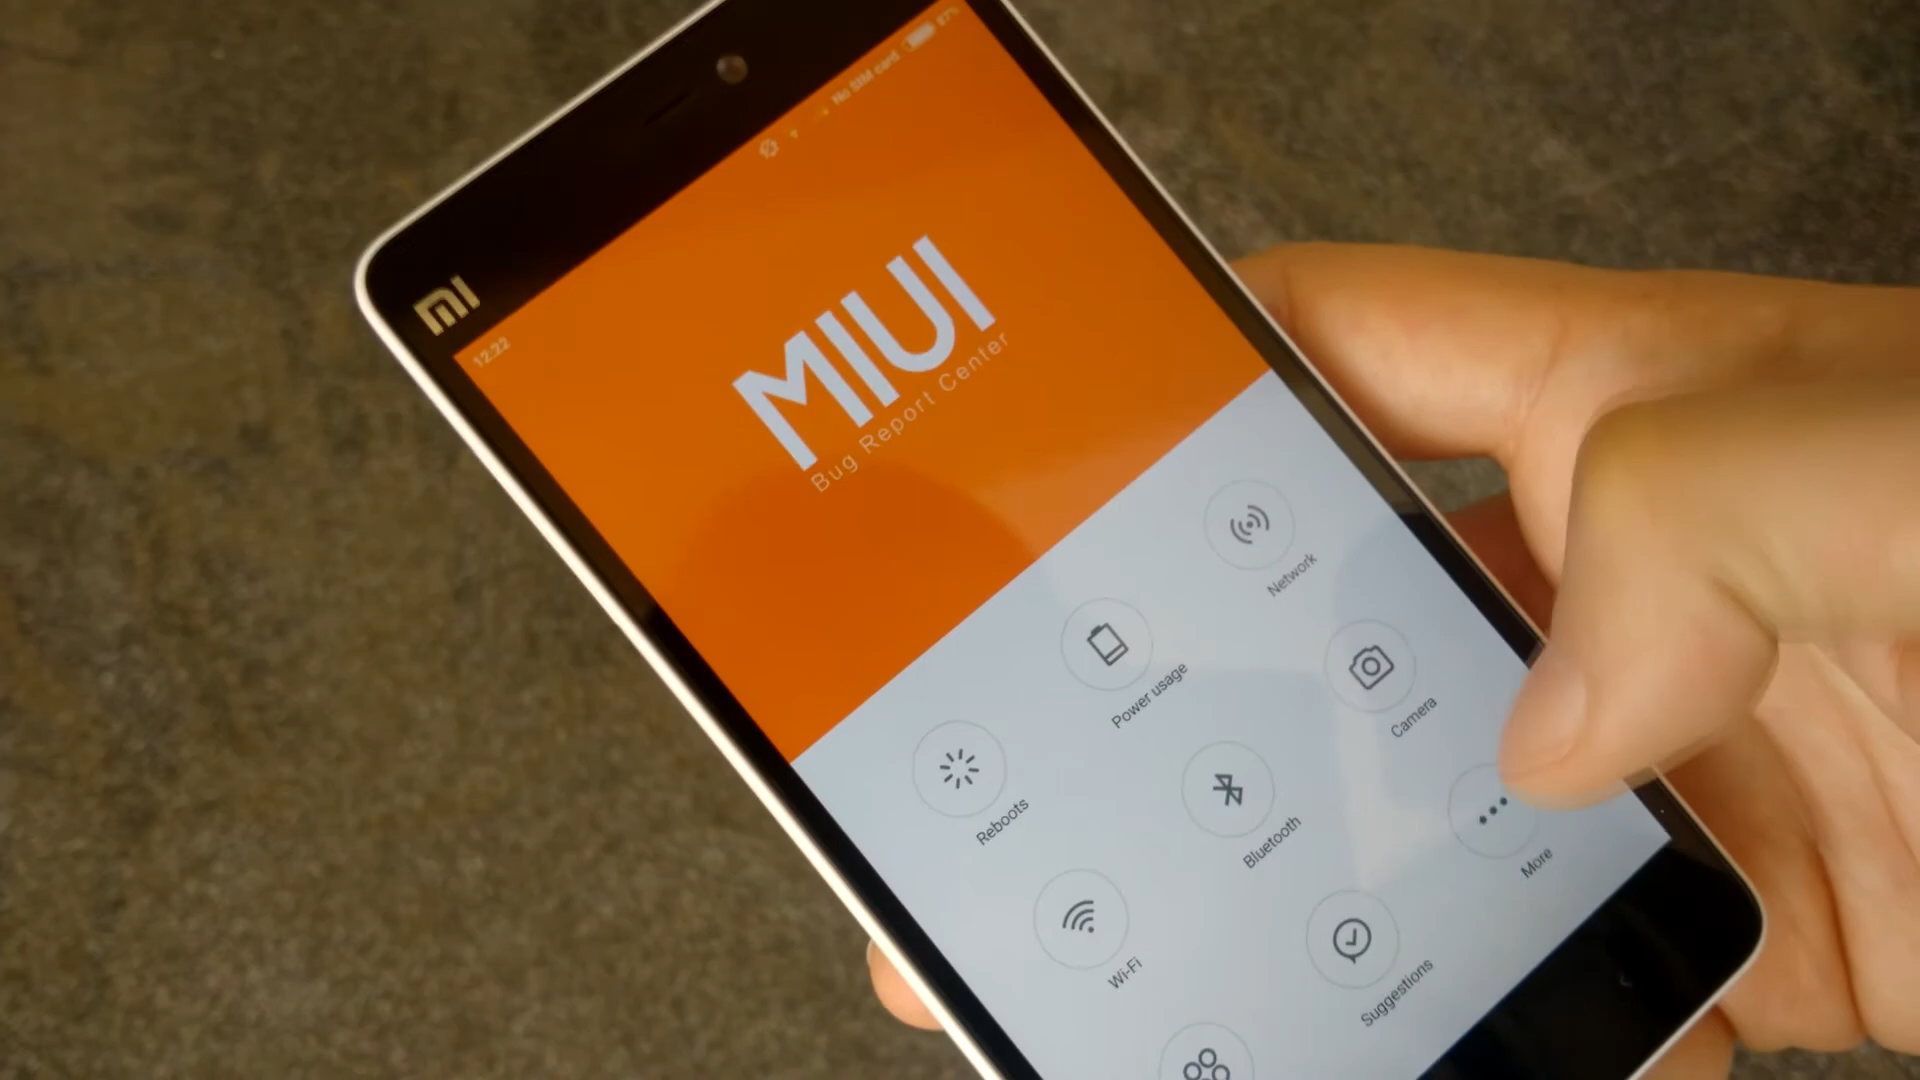 MI
12:22
No SIM card 87%
MIUI
Bug Report Center
Reboots
Power usage
Network
Wi-Fi
Bluetooth
Camera
Suggestions
More